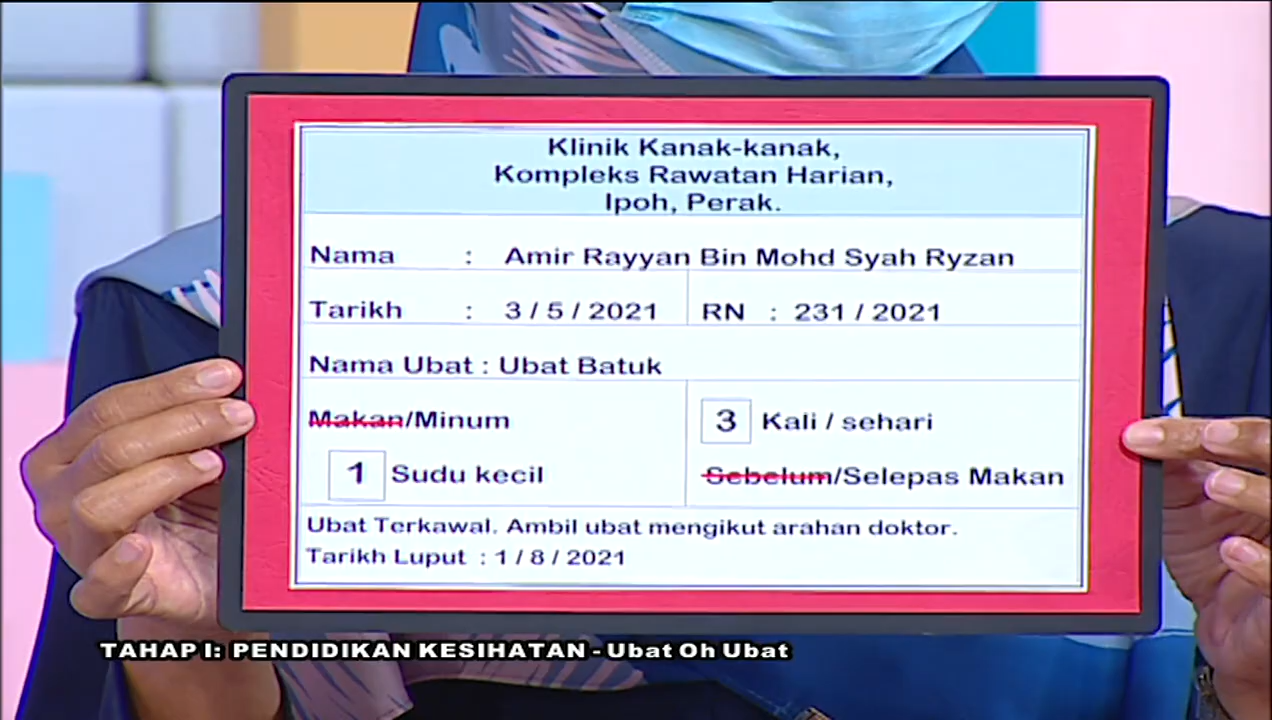 Klinik Kanak-kanak,
Kompleks Rawatan Harian,
Ipoh, Perak.
Nama : Amir Rayyan Bin Mohd Syah Ryzan
Tarikh : 3 / 5 / 2021 RN : 231 / 2021
Nama Ubat : Ubat Batuk
Makan/Minum 3 Kali / sehari
1 Sudu kecil Sebelum/Selepas Makan
Ubat Terkawal. Ambil ubat mengikut arahan doktor.
Tarikh Luput : 1 / 8 / 2021
TAHAP I: PENDIDIKAN KESIHATAN - Ubat Oh Ubat